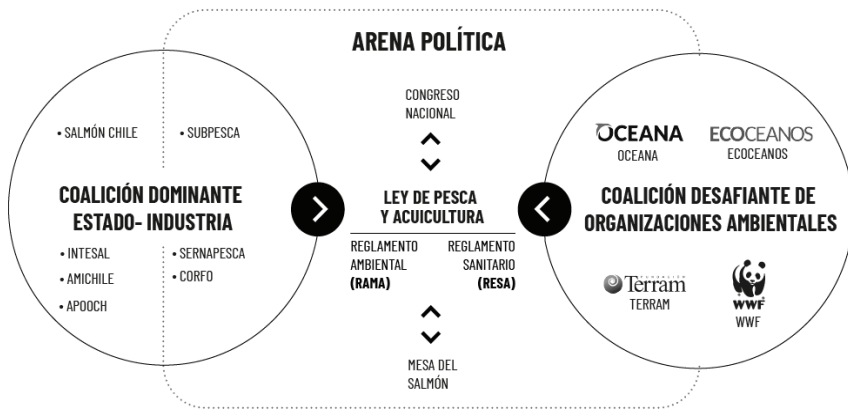 ARENA POLÍTICA
• SALMÓN CHILE
• SUBPESCA
COALICIÓN DOMINANTE
ESTADO- INDUSTRIA
• INTESAL
• AMICHILE
• APOOCH
• SERNAPESCA
• CORFO
CONGRESO
NACIONAL
LEY DE PESCA
Y ACUICULTURA
REGLAMENTO
AMBIENTAL
(RAMA)
REGLAMENTO
SANITARIO
(RESA)
MESA DEL
SALMÓN
OCEANA
OCEANA
ECOCEANOS
ECOCEANOS
COALICIÓN DESAFIANTE DE
ORGANIZACIONES AMBIENTALES
Terram
TERRAM
WWF
WWF